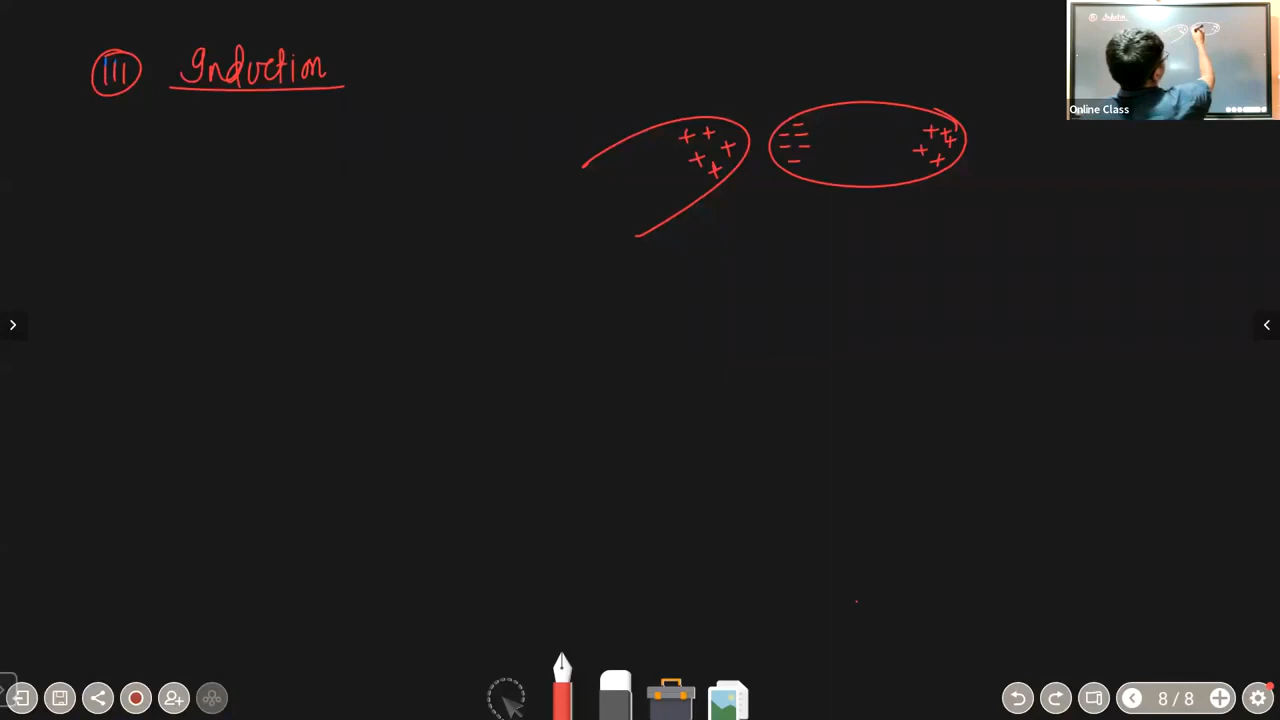 III Induction
+ + + + +
- - - - -
+ + + + +
Online Class
8 / 8